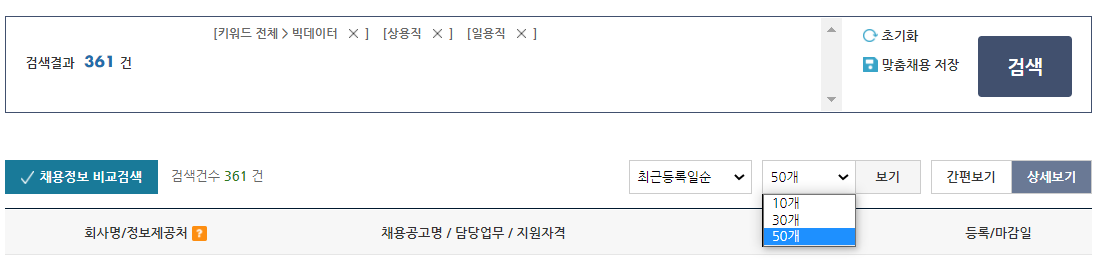 [키워드 전체 > 빅데이터 × ] [상용직 × ] [일용직 × ]
검색결과 361 건
초기화
맞춤채용 저장
검색
채용정보 비교검색 검색건수 361 건 최근등록일순 50개 보기 간편보기 상세보기
10개
30개
50개
회사명/정보제공처 ? 채용공고명 / 담당업무 / 지원자격 등록/마감일